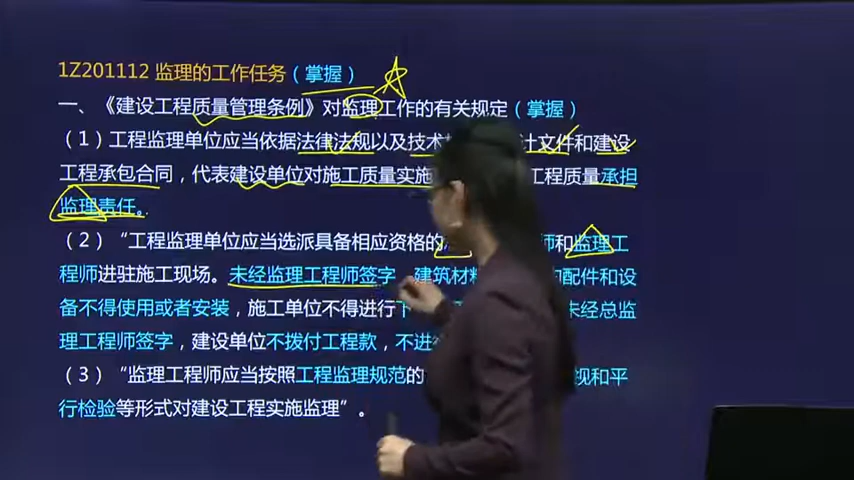 1Z201112 监理的工作任务（掌握）
一、《建设工程质量管理条例》对监理工作的有关规定（掌握）
（1）工程监理单位应当依据法律法规以及技术 计文件和建设
工程承包合同，代表建设单位对施工质量实施 工程质量承担
监理责任。
（2）“工程监理单位应当选派具备相应资格的 师和监理工
程师进驻施工现场。未经监理工程师签字，建筑材 配件和设
备不得使用或者安装，施工单位不得进行下 未经总监
理工程师签字，建设单位不拨付工程款，不进
（3）“监理工程师应当按照工程监理规范的 视和平
行检验等形式对建设工程实施监理”。